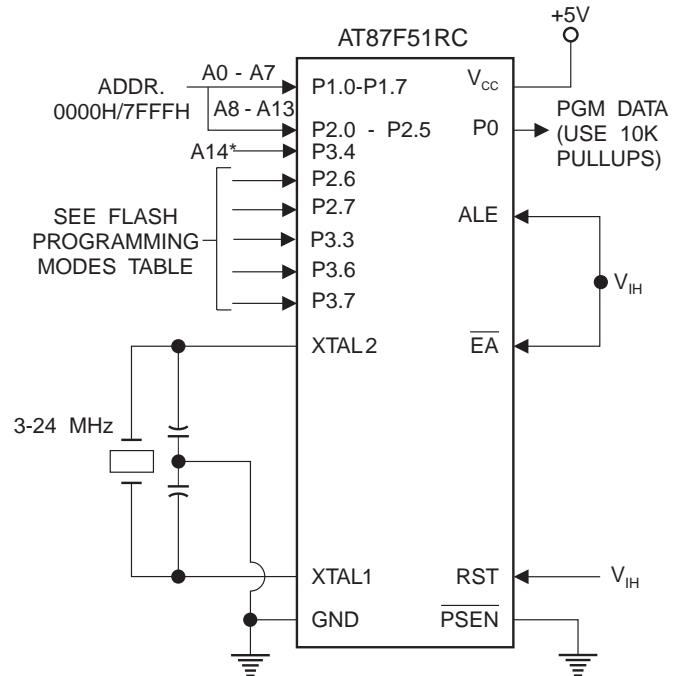 +5V
AT87F51RC
ADDR.
0000H/7FFFH
A0 - A7
A8 - A13
A14*
P1.0-P1.7
P2.0 - P2.5
P3.4
P2.6
P2.7
P3.3
P3.6
P3.7
SEE FLASH
PROGRAMMING
MODES TABLE
VCC
P0
PGM DATA
(USE 10K
PULLUPS)
ALE
VIH
EA
XTAL2
3-24 MHz
XTAL1
GND
RST
VIH
PSEN